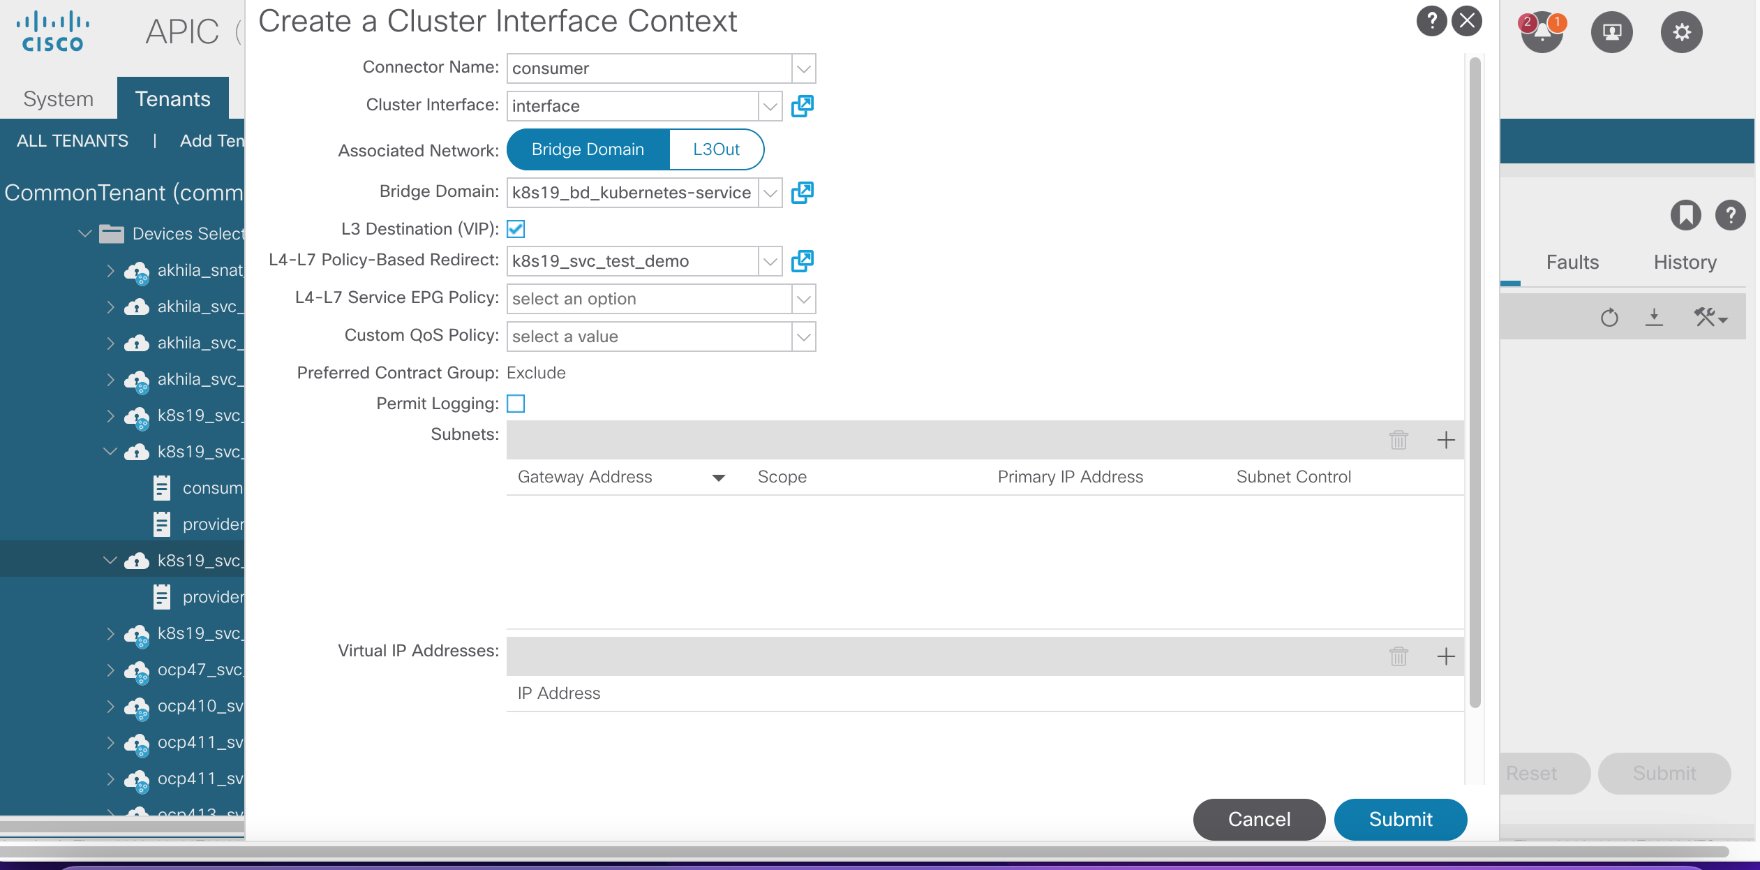 Create a Cluster Interface Context
?
2
1
CISCO
APIC (
Connector Name: consumer
System
Tenants
Cluster Interface: interface
ALL TENANTS | Add Ten
Associated Network: Bridge Domain L3Out
CommonTenant (comm
Bridge Domain: k8s19_bd_kubernetes-service
?
L3 Destination (VIP):
Devices Select
L4-L7 Policy-Based Redirect: k8s19_svc_test_demo
Faults
History
akhila_snat
L4-L7 Service EPG Policy: select an option
akhila_svc_
Custom QoS Policy: select a value
akhila_svc_
Preferred Contract Group: Exclude
akhila_svc_
Permit Logging:
k8s19_svc_
Subnets:
k8s19_svc_
Gateway Address Scope Primary IP Address Subnet Control
consum
provider
k8s19_svc_
provider
k8s19_svc_
Virtual IP Addresses:
ocp47_svc_
IP Address
ocp410_sv
ocp411_sv
ocp411_sv
Reset
Submit
ocp413_sv
Cancel
Submit